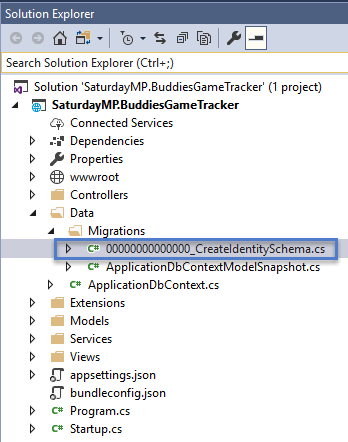 Solution Explorer
Search Solution Explorer (Ctrl+;)
Solution 'SaturdayMP.BuddiesGameTracker' (1 project)
SaturdayMP.BuddiesGameTracker
Connected Services
Dependencies
Properties
wwwroot
Controllers
Data
Migrations
C# 00000000000000_CreateIdentitySchema.cs
C# ApplicationDbContextModelSnapshot.cs
C# ApplicationDbContext.cs
Extensions
Models
Services
Views
appsettings.json
bundleconfig.json
C# Program.cs
C# Startup.cs